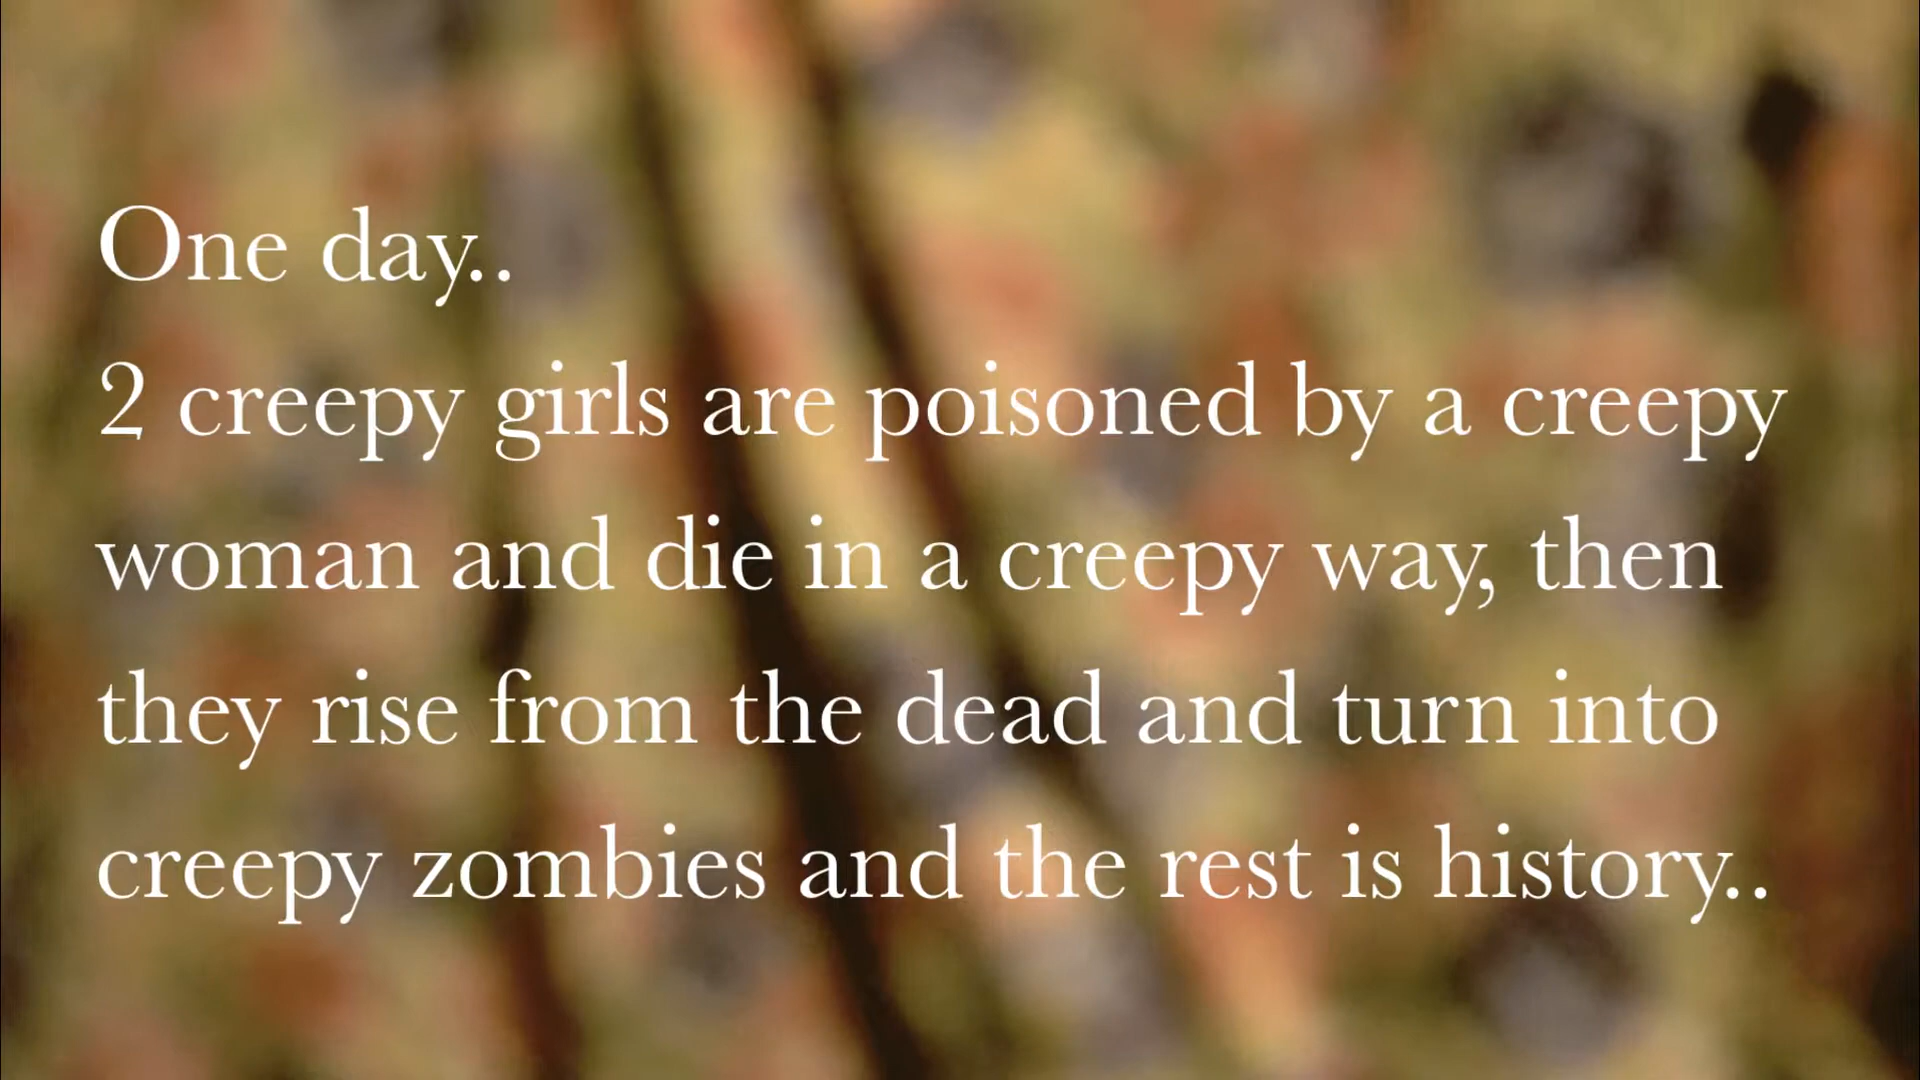 One day..
2 creepy girls are poisoned by a creepy
woman and die in a creepy way, then
they rise from the dead and turn into
creepy zombies and the rest is history..